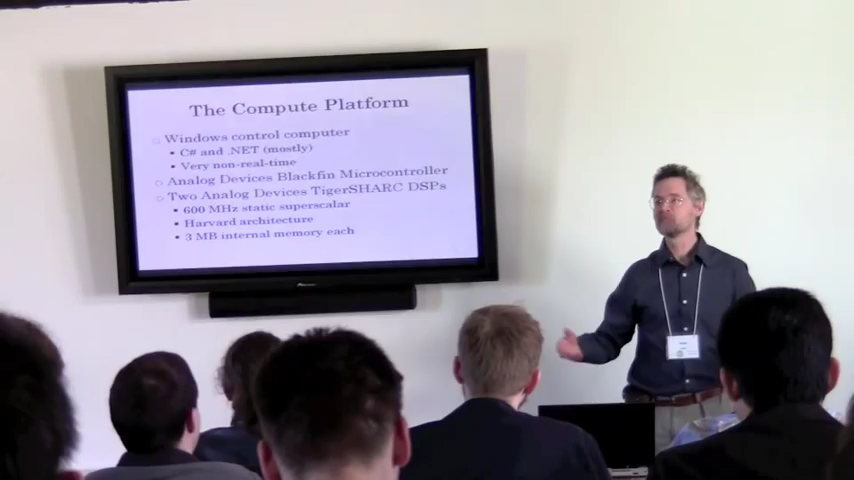 The Compute Platform
Windows control computer
C# and .NET (mostly)
Very non-real-time
Analog Devices Blackfin Microcontroller
Two Analog Devices TigerSHARC DSPs
600 MHz static superscalar
Harvard architecture
3 MB internal memory each